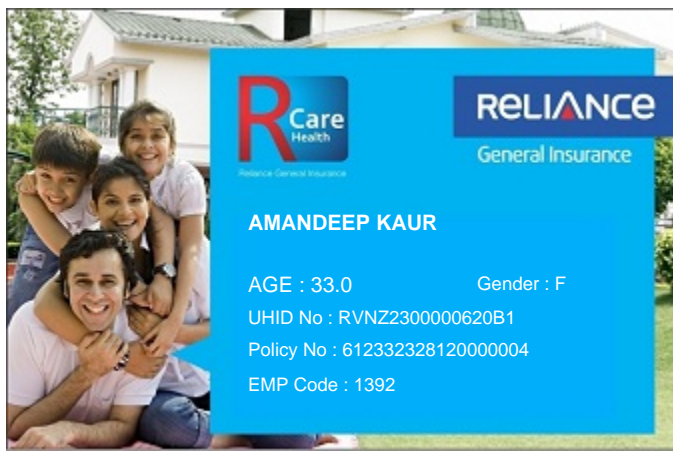 R Care
Health
Reliance General Insurance
RELIANCE
General Insurance
AMANDEEP KAUR
AGE : 33.0 Gender : F
UHID No : RVNZ2300000620B1
Policy No : 612332328120000004
EMP Code : 1392